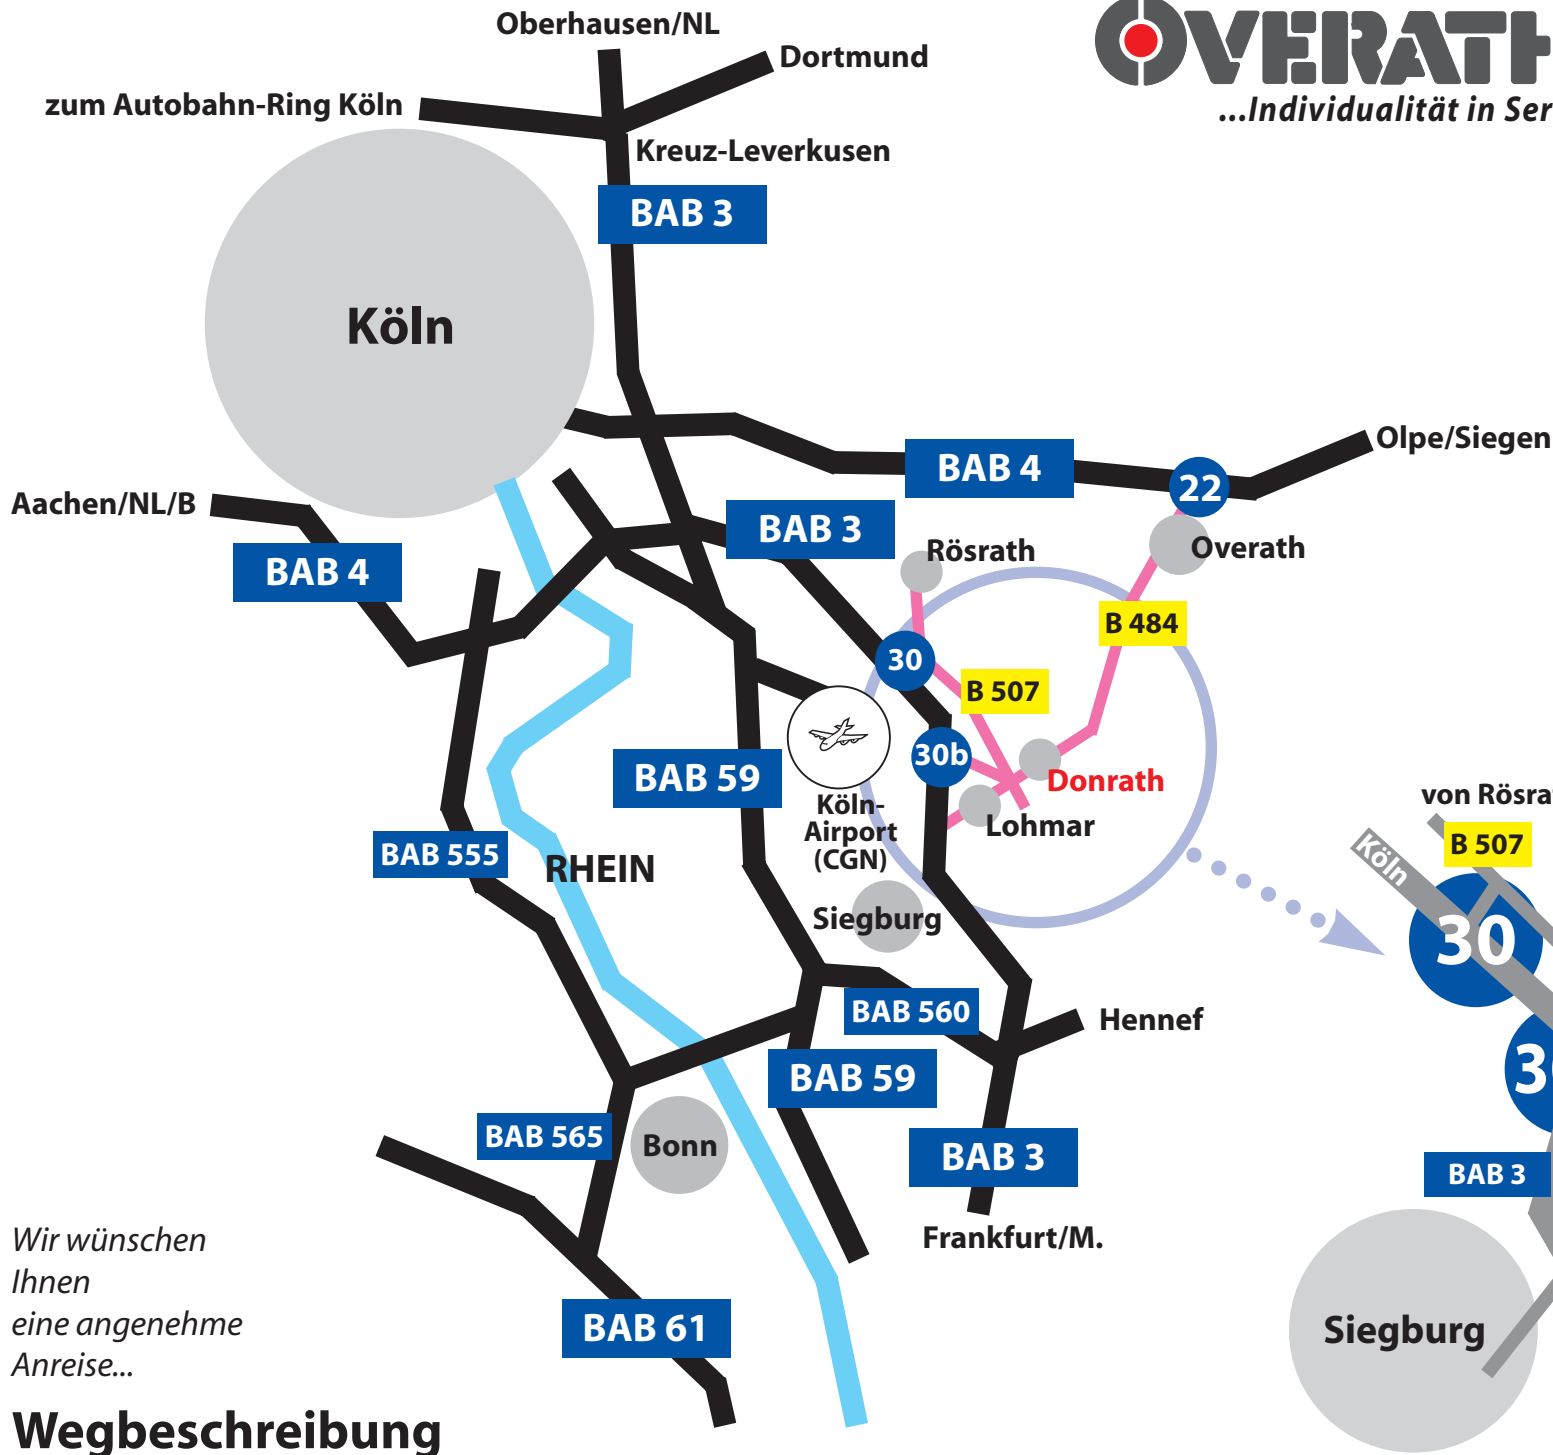 Oberhausen/NL
Dortmund
zum Autobahn-Ring Köln
OVERATH
...Individualität in Ser
Kreuz-Leverkusen
BAB 3
Köln
Olpe/Siegen
BAB 4
22
Aachen/NL/B
BAB 3
Rösrath
Overath
BAB 4
B 484
30
B 507
30b
BAB 59
Donrath
Köln-
Airport
(CGN)
Lohmar
von Rösra
B 507
Köln
BAB 555
RHEIN
Siegburg
30
BAB 560
Hennef
BAB 59
BAB 565
Bonn
BAB 3
BAB 3
Frankfurt/M.
Wir wünschen
Ihnen
eine angenehme
Anreise...
BAB 61
Siegburg
Wegbeschreibung